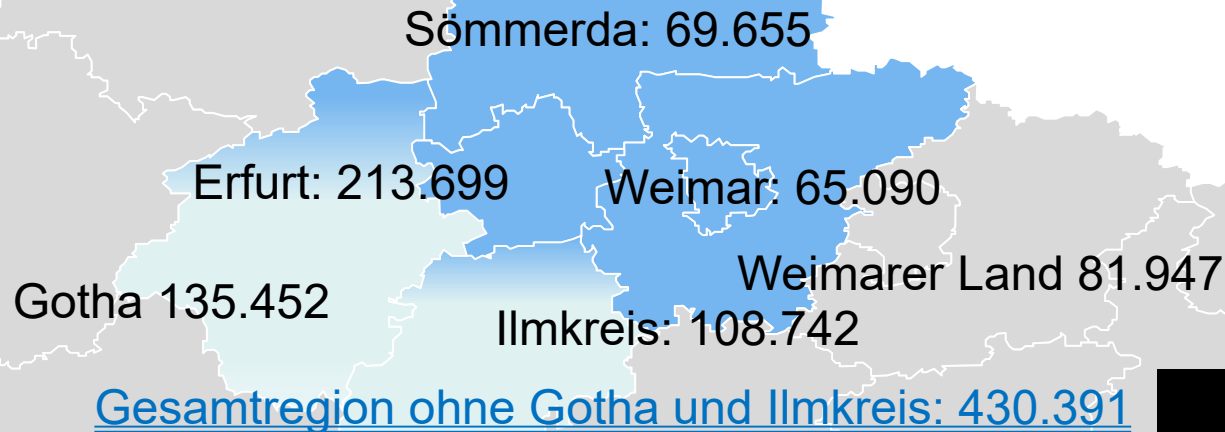 Sömmerda: 69.655
Erfurt: 213.699
Weimar: 65.090
Weimarer Land 81.947
Gotha 135.452
Ilmkreis: 108.742
Gesamtregion ohne Gotha und Ilmkreis: 430.391